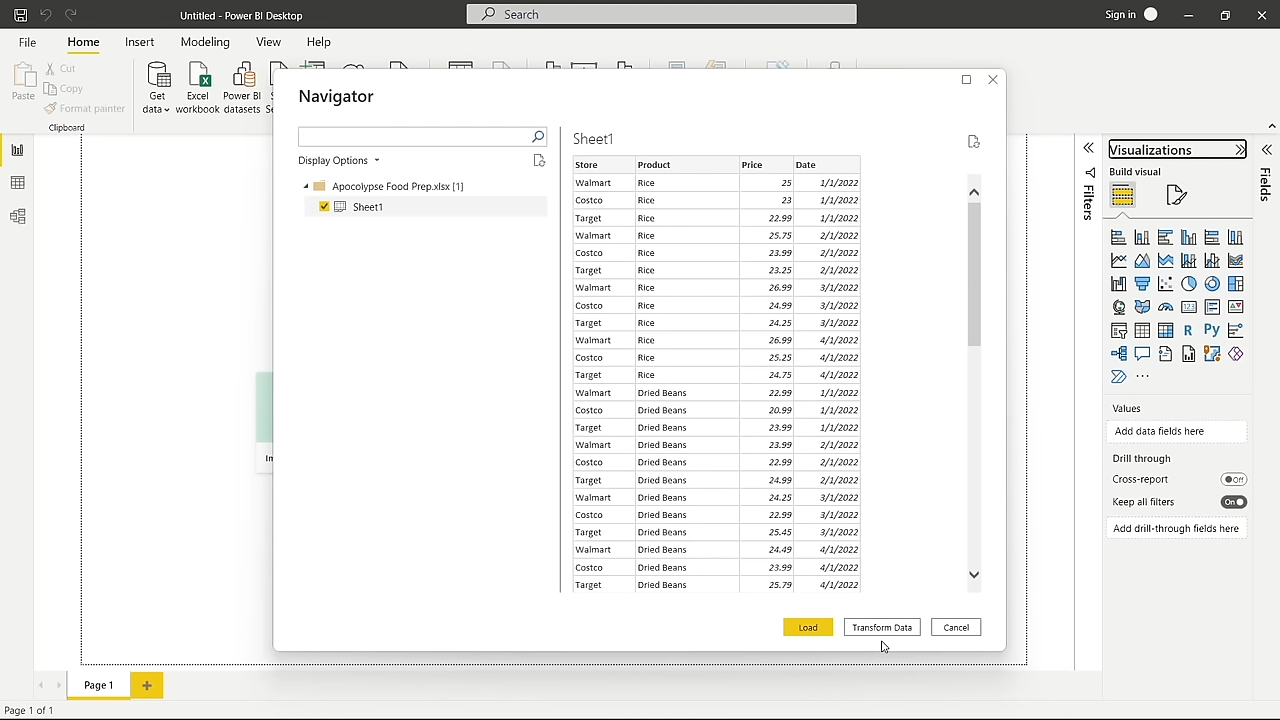 Untitled - Power BI Desktop
Search
Sign in
File
Home
Insert
Modeling
View
Help
Paste
Cut
Copy
Format painter
Clipboard
Get data
Excel workbook
Power BI datasets
Navigator
Display Options
Apocolypse Food Prep.xlsx [1]
Sheet1
Sheet1
Store Product Price Date
Walmart Rice 25 1/1/2022
Costco Rice 23 1/1/2022
Target Rice 22.99 1/1/2022
Walmart Rice 25.75 2/1/2022
Costco Rice 23.99 2/1/2022
Target Rice 23.25 2/1/2022
Walmart Rice 26.99 3/1/2022
Costco Rice 24.99 3/1/2022
Target Rice 24.25 3/1/2022
Walmart Rice 26.99 4/1/2022
Costco Rice 25.25 4/1/2022
Target Rice 24.75 4/1/2022
Walmart Dried Beans 22.99 1/1/2022
Costco Dried Beans 20.99 1/1/2022
Target Dried Beans 23.99 1/1/2022
Walmart Dried Beans 23.99 2/1/2022
Costco Dried Beans 22.99 2/1/2022
Target Dried Beans 24.99 2/1/2022
Walmart Dried Beans 24.25 3/1/2022
Costco Dried Beans 22.99 3/1/2022
Target Dried Beans 25.45 3/1/2022
Walmart Dried Beans 24.49 4/1/2022
Costco Dried Beans 23.99 4/1/2022
Target Dried Beans 25.79 4/1/2022
Load
Transform Data
Cancel
Filters
Visualizations
Build visual
R
Py
123
...
Values
Add data fields here
Drill through
Cross-report
Off
Keep all filters
On
Add drill-through fields here
Fields
Page 1
Page 1 of 1